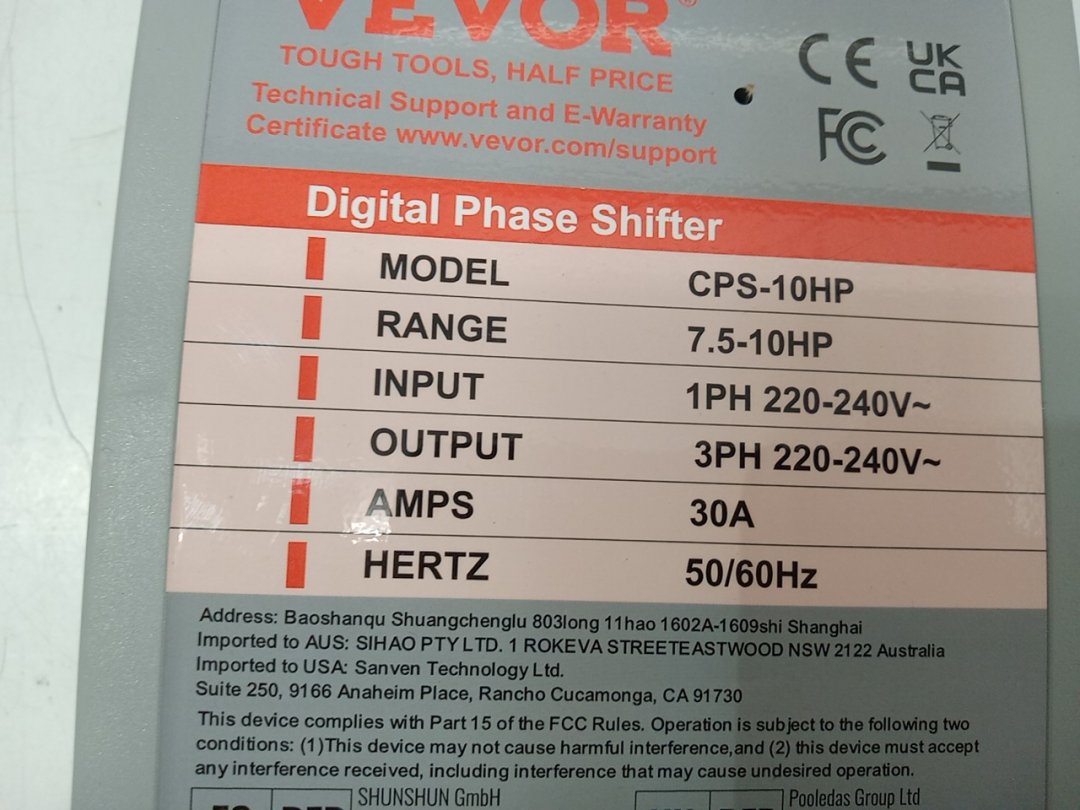 VEVOR®
TOUGH TOOLS, HALF PRICE
Technical Support and E-Warranty
Certificate www.vevor.com/support
CE
UK
CA
FC
Digital Phase Shifter
MODEL CPS-10HP
RANGE 7.5-10HP
INPUT 1PH 220-240V~
OUTPUT 3PH 220-240V~
AMPS 30A
HERTZ 50/60Hz
Address: Baoshanqu Shuangchenglu 803long 11hao 1602A-1609shi Shanghai
Imported to AUS: SIHAO PTY LTD. 1 ROKEVA STREETEASTWOOD NSW 2122 Australia
Imported to USA: Sanven Technology Ltd.
Suite 250, 9166 Anaheim Place, Rancho Cucamonga, CA 91730
This device complies with Part 15 of the FCC Rules. Operation is subject to the following two
conditions: (1)This device may not cause harmful interference,and (2) this device must accept
any interference received, including interference that may cause undesired operation.
SHUNSHUN GmbH Pooledas Group Ltd